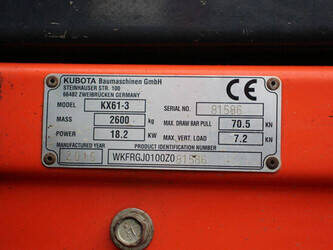 KUBOTA Baumaschinen GmbH
STEINHAUSER STR. 100
66482 ZWEIBRÜCKEN GERMANY
CE
MODEL KX61-3 SERIAL NO. 81586
MASS 2600 kg MAX. DRAW BAR PULL 70.5 KN
POWER 18.2 kW MAX. VERT. LOAD 7.2 KN
MANUFACTURED YEAR PRODUCT IDENTIFICATION NUMBER
2015 WKFRGJ0100Z081586